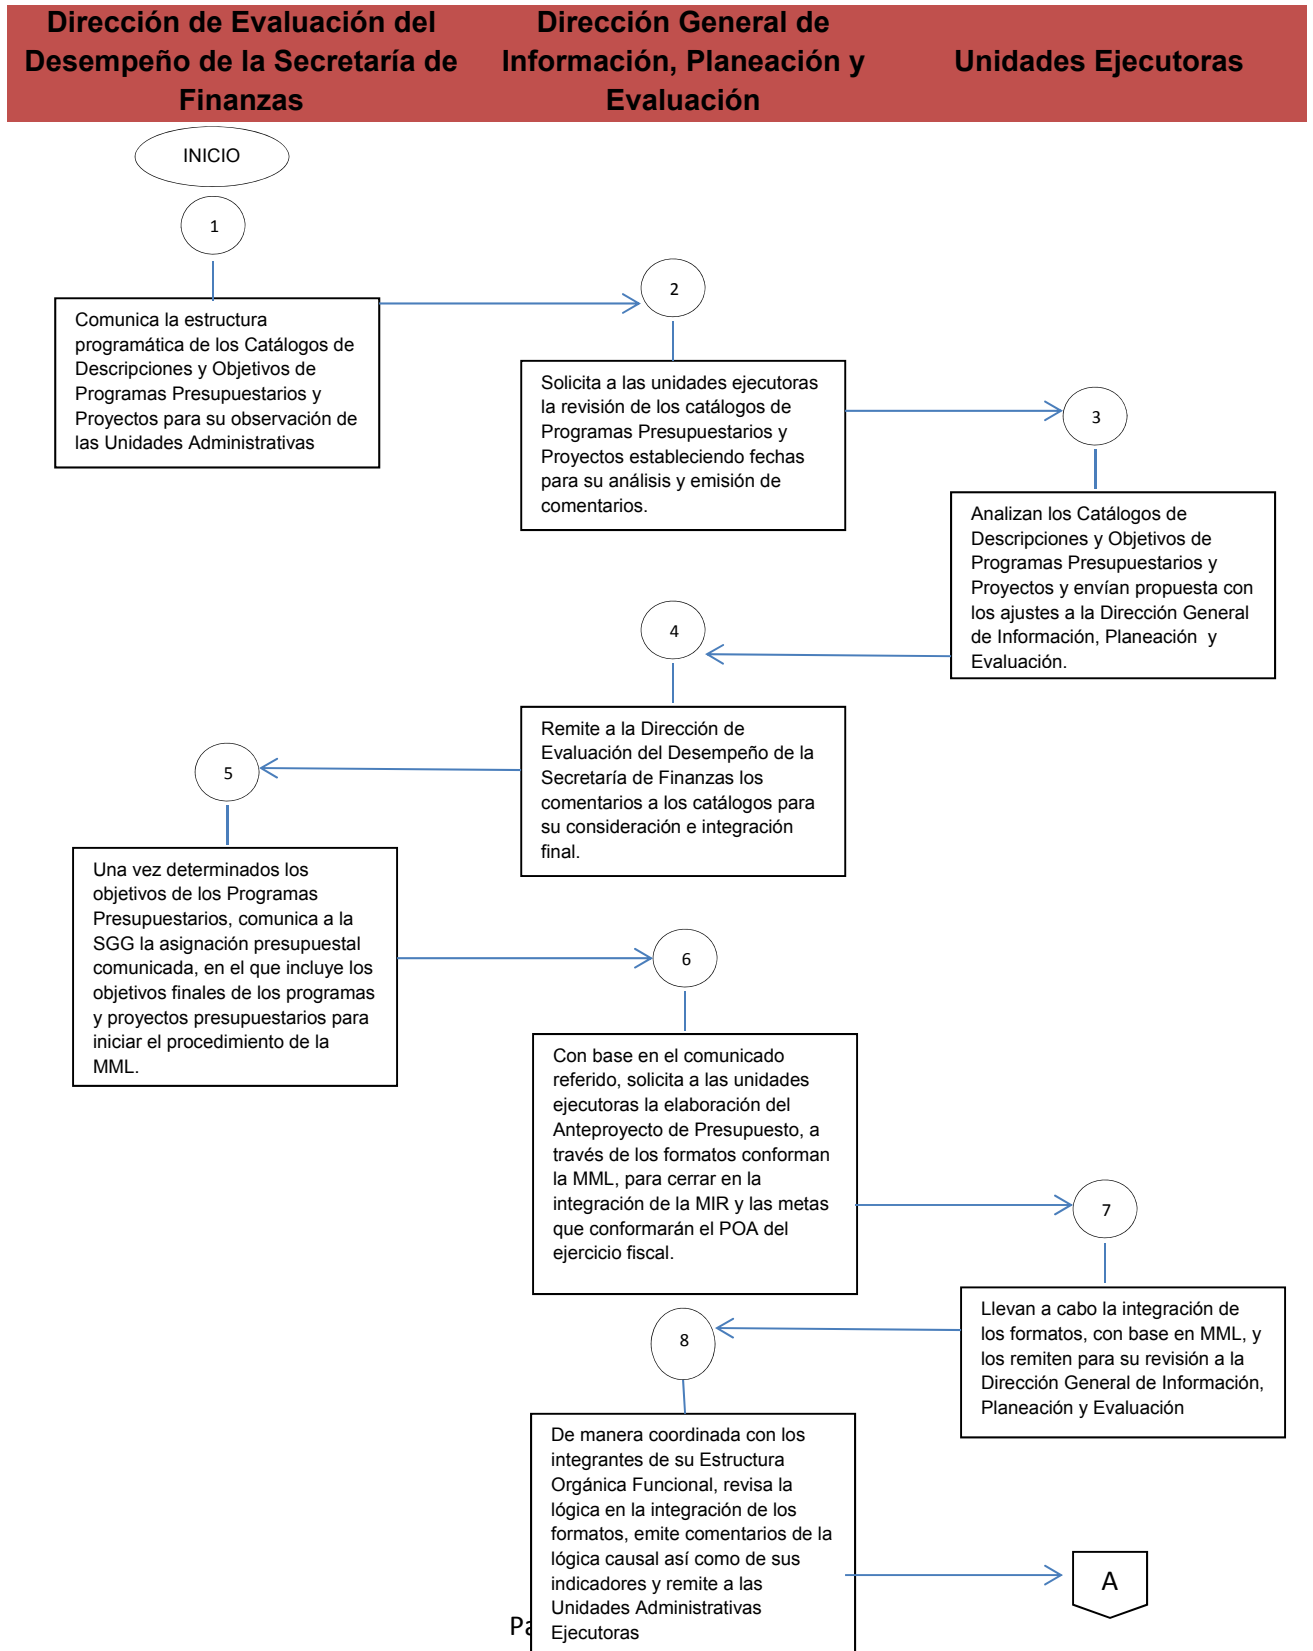 Dirección de Evaluación del
Desempeño de la Secretaría de
Finanzas
Dirección General de
Información, Planeación y
Evaluación
Unidades Ejecutoras
INICIO
1
Comunica la estructura
programática de los Catálogos de
Descripciones y Objetivos de
Programas Presupuestarios y
Proyectos para su observación de
las Unidades Administrativas
2
Solicita a las unidades ejecutoras
la revisión de los catálogos de
Programas Presupuestarios y
Proyectos estableciendo fechas
para su análisis y emisión de
comentarios.
3
Analizan los Catálogos de
Descripciones y Objetivos de
Programas Presupuestarios y
Proyectos y envían propuesta con
los ajustes a la Dirección General
de Información, Planeación y
Evaluación.
4
Remite a la Dirección de
Evaluación del Desempeño de la
Secretaría de Finanzas los
comentarios a los catálogos para
su consideración e integración
final.
5
Una vez determinados los
objetivos de los Programas
Presupuestarios, comunica a la
SGG la asignación presupuestal
comunicada, en el que incluye los
objetivos finales de los programas
y proyectos presupuestarios para
iniciar el procedimiento de la
MML.
6
Con base en el comunicado
referido, solicita a las unidades
ejecutoras la elaboración del
Anteproyecto de Presupuesto, a
través de los formatos conforman
la MML, para cerrar en la
integración de la MIR y las metas
que conformarán el POA del
ejercicio fiscal.
7
Llevan a cabo la integración de
los formatos, con base en MML, y
los remiten para su revisión a la
Dirección General de Información,
Planeación y Evaluación
8
De manera coordinada con los
integrantes de su Estructura
Orgánica Funcional, revisa la
lógica en la integración de los
formatos, emite comentarios de la
lógica causal así como de sus
indicadores y remite a las
Unidades Administrativas
Ejecutoras
A